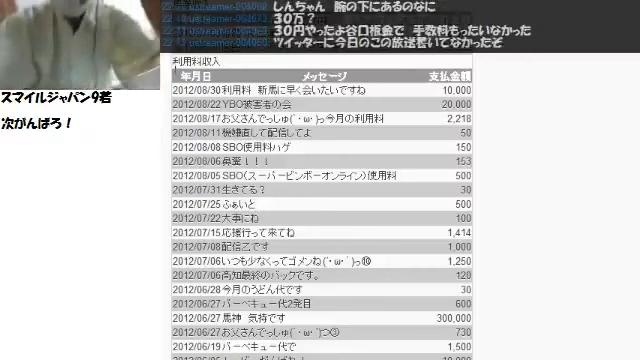 しんちゃん 腕の下にあるのなに
30万?
30円やったよ谷口板金で 手数料もったいなかった
ツイッターに今日のこの放送書いてなかったぞ
利用料収入
年月日 メッセージ 支払金額
スマイルジャパン9若
次がんばろ!
2012/08/30 利用料 新馬に早く会いたいですね 10,000
2012/08/22 YBO被害者の会 20,000
2012/08/17 お父さんでっしゅ(´・ω・`)っ今月の利用料 2,218
2012/08/11 機嫌直して配信してよ 50
2012/08/08 SBO使用料ハゲ 150
2012/08/06 鼻蜜!!! 153
2012/08/05 SBO(スーパービンボーオンライン)使用料 500
2012/07/31 生きてる? 30
2012/07/25 ふぁいと 500
2012/07/22 大事にね 100
2012/07/15 応援行って来てね 1,414
2012/07/08 配信乙です 1,000
2012/07/06 いつも少なくってゴメンね(´・ω・`)っ⑩ 1,250
2012/07/06 高知最終のバックです。 120
2012/06/28 今月のうどん代です 30
2012/06/27 バーベキュー代2発目 600
2012/06/27 馬神 気持です 300,000
2012/06/27 お父さんでっしゅ(´・ω・`)つ③ 730
2012/06/19 バーベキュー代で 1,500